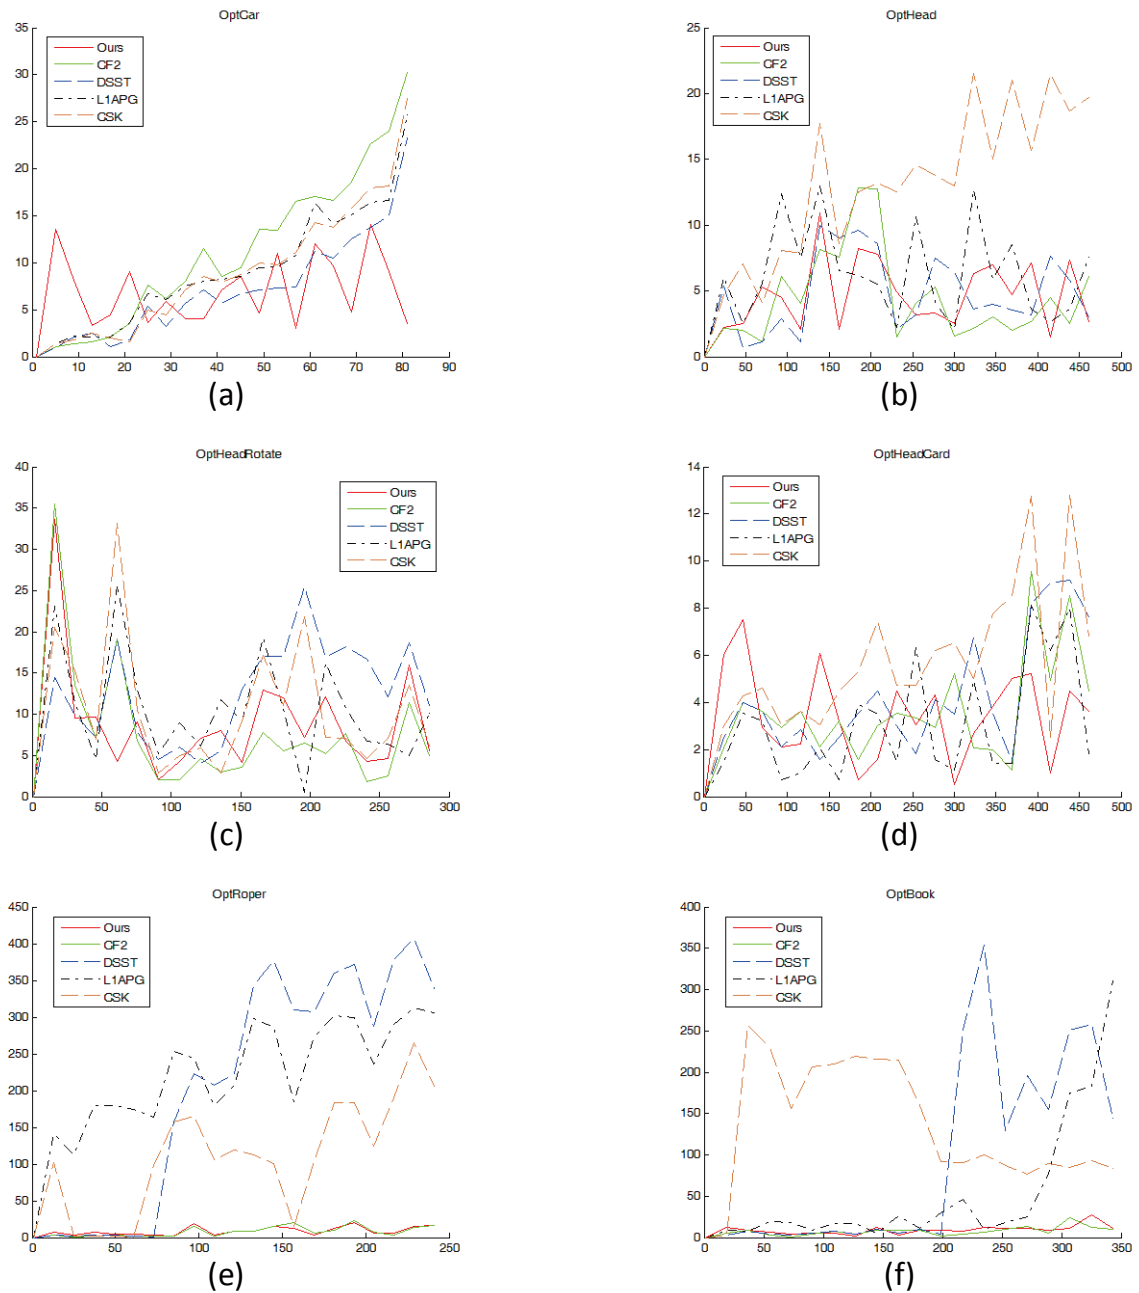 OptCar
35
30
25
20
15
10
5
0
Ours
CF2
DSST
L1APG
CSK
0 10 20 30 40 50 60 70 80 90
(a)
OptHead
25
20
15
10
5
0
Ours
CF2
DSST
L1APG
CSK
0 50 100 150 200 250 300 350 400 450 500
(b)
OptHeadRotate
40
35
30
25
20
15
10
5
0
Ours
CF2
DSST
L1APG
CSK
0 50 100 150 200 250 300
(c)
OptHeadCard
14
12
10
8
6
4
2
0
Ours
CF2
DSST
L1APG
CSK
0 50 100 150 200 250 300 350 400 450 500
(d)
OptRoper
450
400
350
300
250
200
150
100
50
0
Ours
CF2
DSST
L1APG
CSK
0 50 100 150 200 250
(e)
OptBook
400
350
300
250
200
150
100
50
0
Ours
CF2
DSST
L1APG
CSK
0 50 100 150 200 250 300 350
(f)